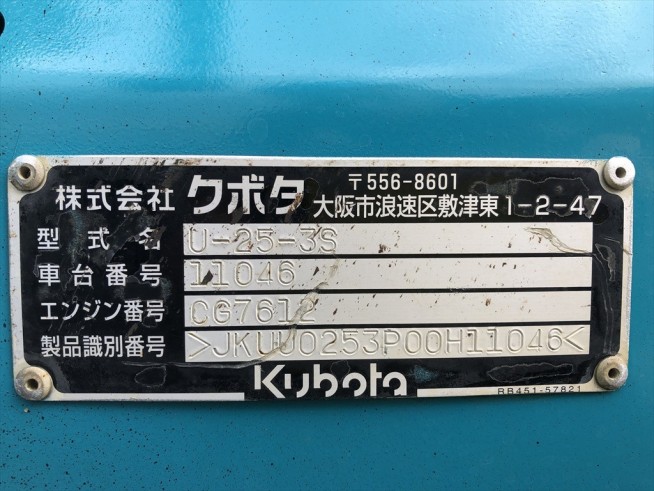 株式会社 クボタ 〒556-8601
大阪市浪速区敷津東1-2-47
型式名 U-25-3S
車台番号 11046
エンジン番号 CG7612
製品識別番号 >JKUU0253P00H11046<
Kubota
RB451-57821